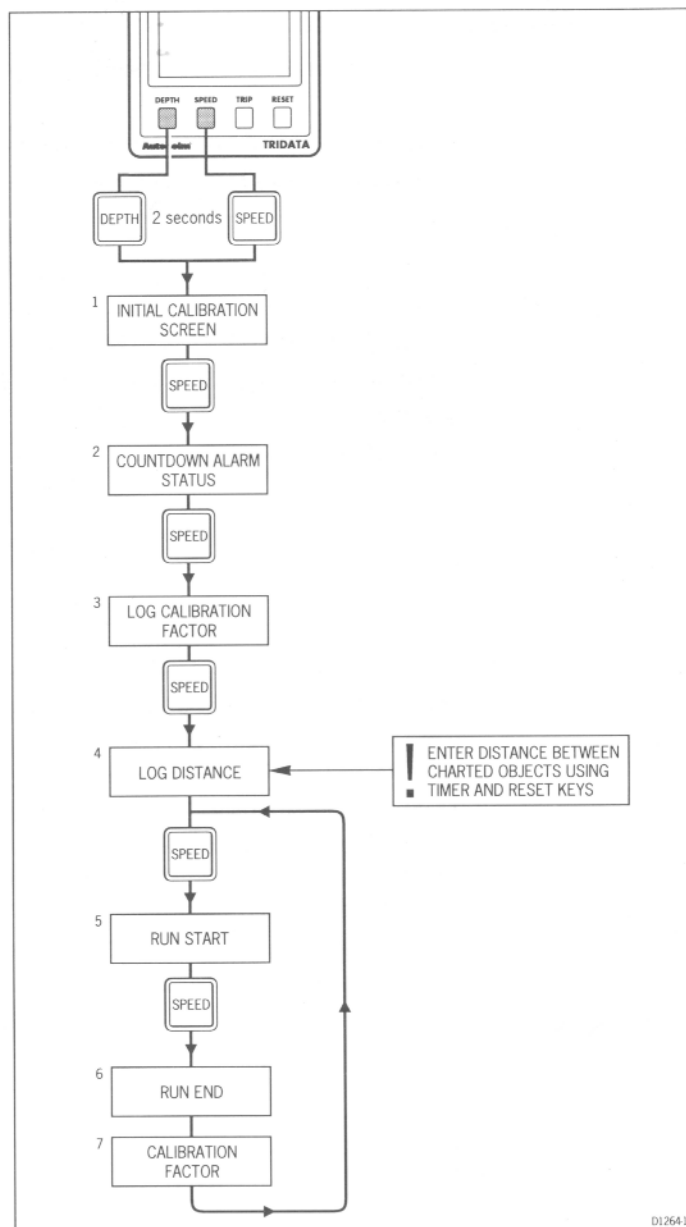 DEPTH SPEED TRIP RESET
Autohelm TRIDATA
DEPTH 2 seconds SPEED
1 INITIAL CALIBRATION
SCREEN
SPEED
2 COUNTDOWN ALARM
STATUS
SPEED
3 LOG CALIBRATION
FACTOR
SPEED
4 LOG DISTANCE
! ENTER DISTANCE BETWEEN
CHARTED OBJECTS USING
TIMER AND RESET KEYS
SPEED
5 RUN START
SPEED
6 RUN END
7 CALIBRATION
FACTOR